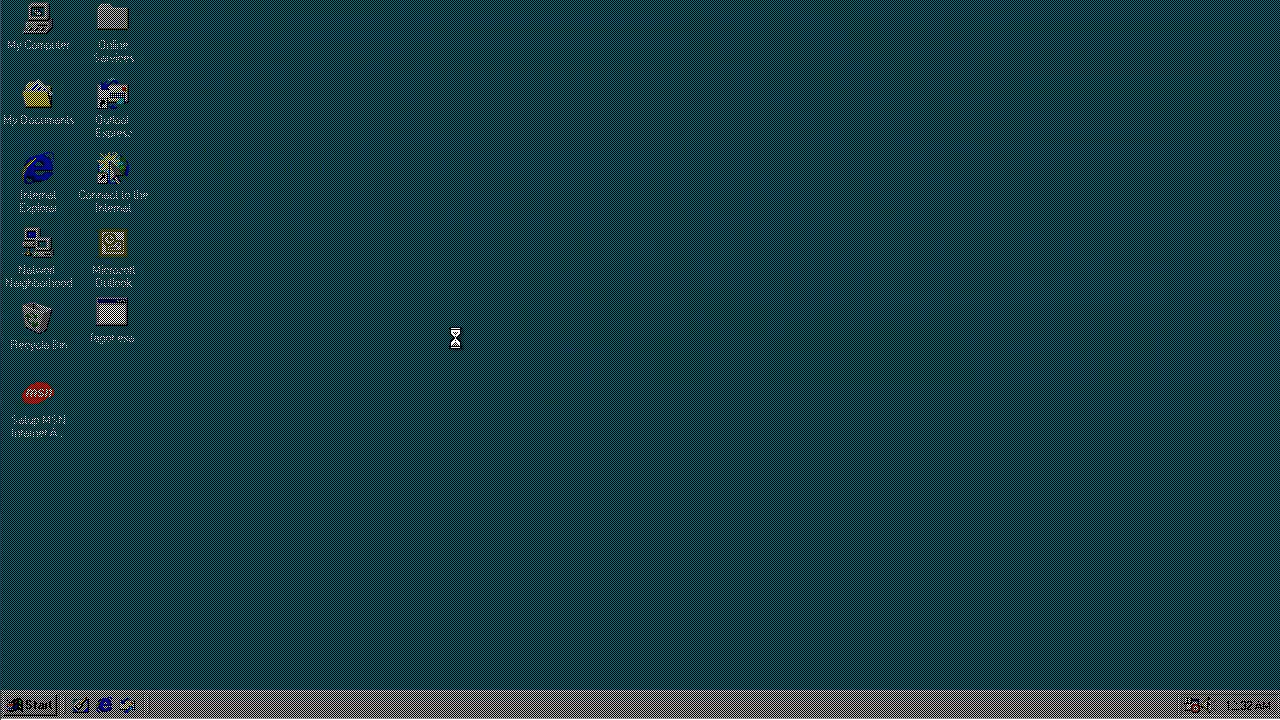 My Computer
Online
Services
My Documents
Outlook
Express
Internet
Explorer
Connect to the
Internet
Network
Neighborhood
Microsoft
Outlook
Recycle Bin
msn
Setup MSN
Internet A...
Start